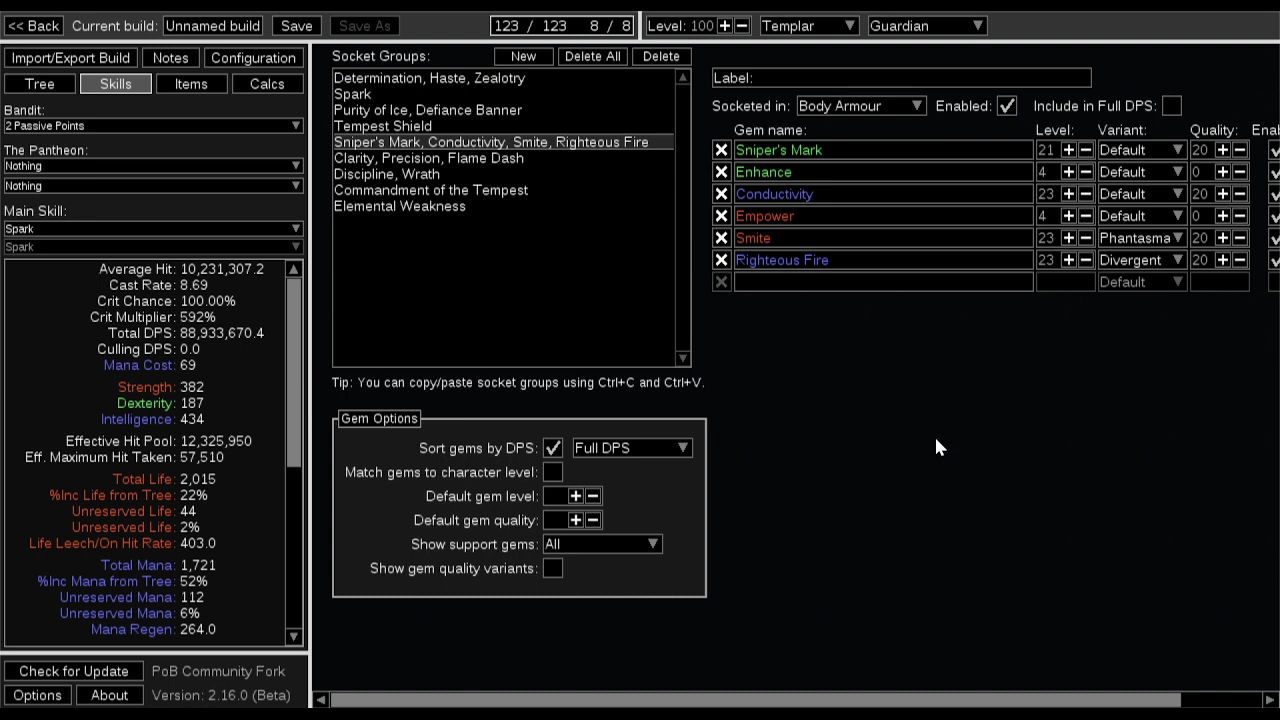 << Back Current build: Unnamed build Save Save As 123 / 123 8 / 8 Level: 100 Templar Guardian
Import/Export Build Notes Configuration
Tree Skills Items Calcs
Bandit:
2 Passive Points
The Pantheon:
Nothing
Nothing
Main Skill:
Spark
Spark
Average Hit: 10,231,307.2
Cast Rate: 8.69
Crit Chance: 100.00%
Crit Multiplier: 592%
Total DPS: 88,933,670.4
Culling DPS: 0.0
Mana Cost: 69
Strength: 382
Dexterity: 187
Intelligence: 434
Effective Hit Pool: 12,325,950
Eff. Maximum Hit Taken: 57,510
Total Life: 2,015
%Inc Life from Tree: 22%
Unreserved Life: 44
Unreserved Life: 2%
Life Leech/On Hit Rate: 403.0
Total Mana: 1,721
%Inc Mana from Tree: 52%
Unreserved Mana: 112
Unreserved Mana: 6%
Mana Regen: 264.0
Check for Update PoB Community Fork
Options About Version: 2.16.0 (Beta)
Socket Groups: New Delete All Delete
Determination, Haste, Zealotry
Spark
Purity of Ice, Defiance Banner
Tempest Shield
Sniper's Mark, Conductivity, Smite, Righteous Fire
Clarity, Precision, Flame Dash
Discipline, Wrath
Commandment of the Tempest
Elemental Weakness
Tip: You can copy/paste socket groups using Ctrl+C and Ctrl+V.
Gem Options
Sort gems by DPS: Full DPS
Match gems to character level:
Default gem level:
Default gem quality:
Show support gems: All
Show gem quality variants:
Label:
Socketed in: Body Armour Enabled: Include in Full DPS:
Gem name: Level: Variant: Quality: Enal
Sniper's Mark 21 Default 20
Enhance 4 Default 0
Conductivity 23 Default 20
Empower 4 Default 0
Smite 23 Phantasma 20
Righteous Fire 23 Divergent 20
Default